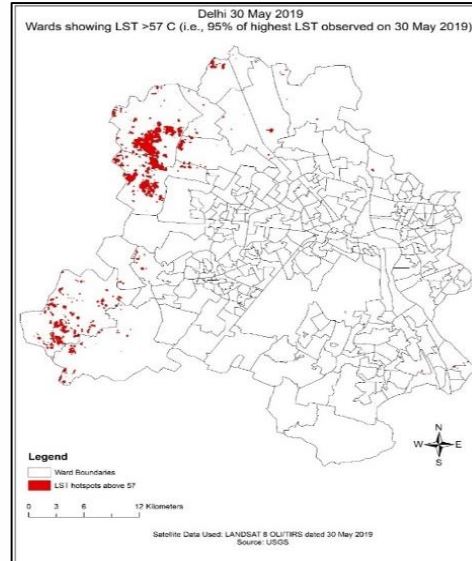 Delhi 30 May 2019
Wards showing LST >57 C (i.e., 95% of highest LST observed on 30 May 2019)
N
W E
S
Legend
Ward Boundaries
LST hotspots above 57
0 3 6 12 Kilometers
Satellite Data Used: LANDSAT 8 OLI/TIRS dated 30 May 2019
Source: USGS